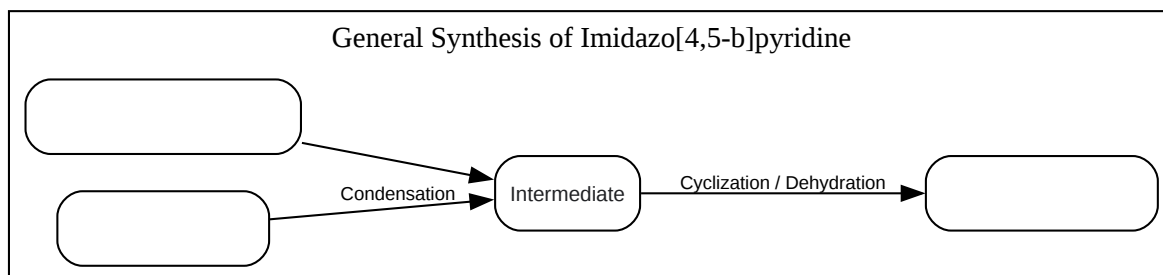 General Synthesis of Imidazo[4,5-b]pyridine
Condensation
Intermediate
Cyclization / Dehydration